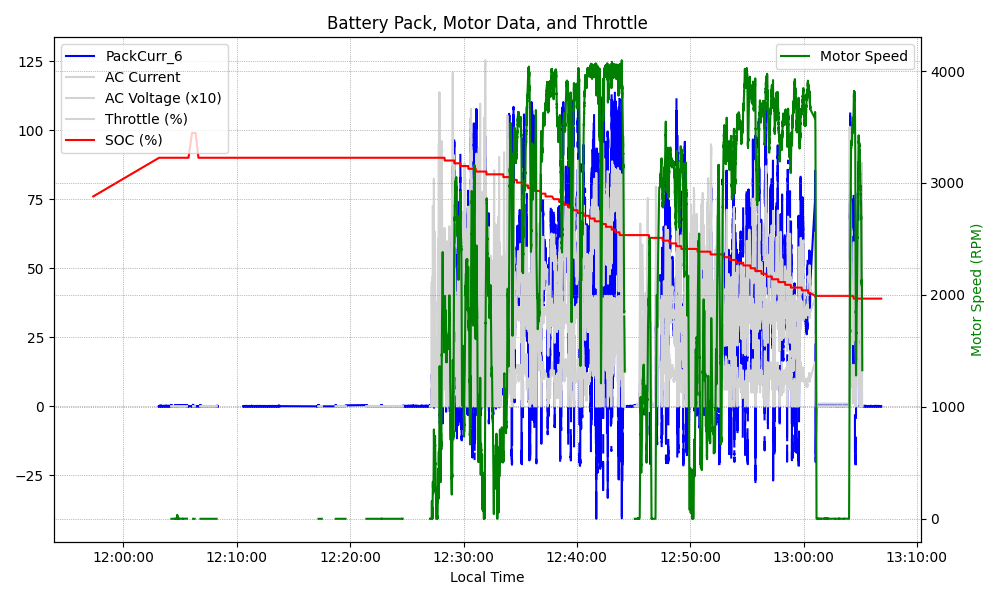 Battery Pack, Motor Data, and Throttle
PackCurr_6
AC Current
AC Voltage (x10)
Throttle (%)
SOC (%)
Motor Speed
125
100
75
50
25
0
−25
4000
3000
2000
1000
0
Motor Speed (RPM)
12:00:00
12:10:00
12:20:00
12:30:00
12:40:00
12:50:00
13:00:00
13:10:00
Local Time